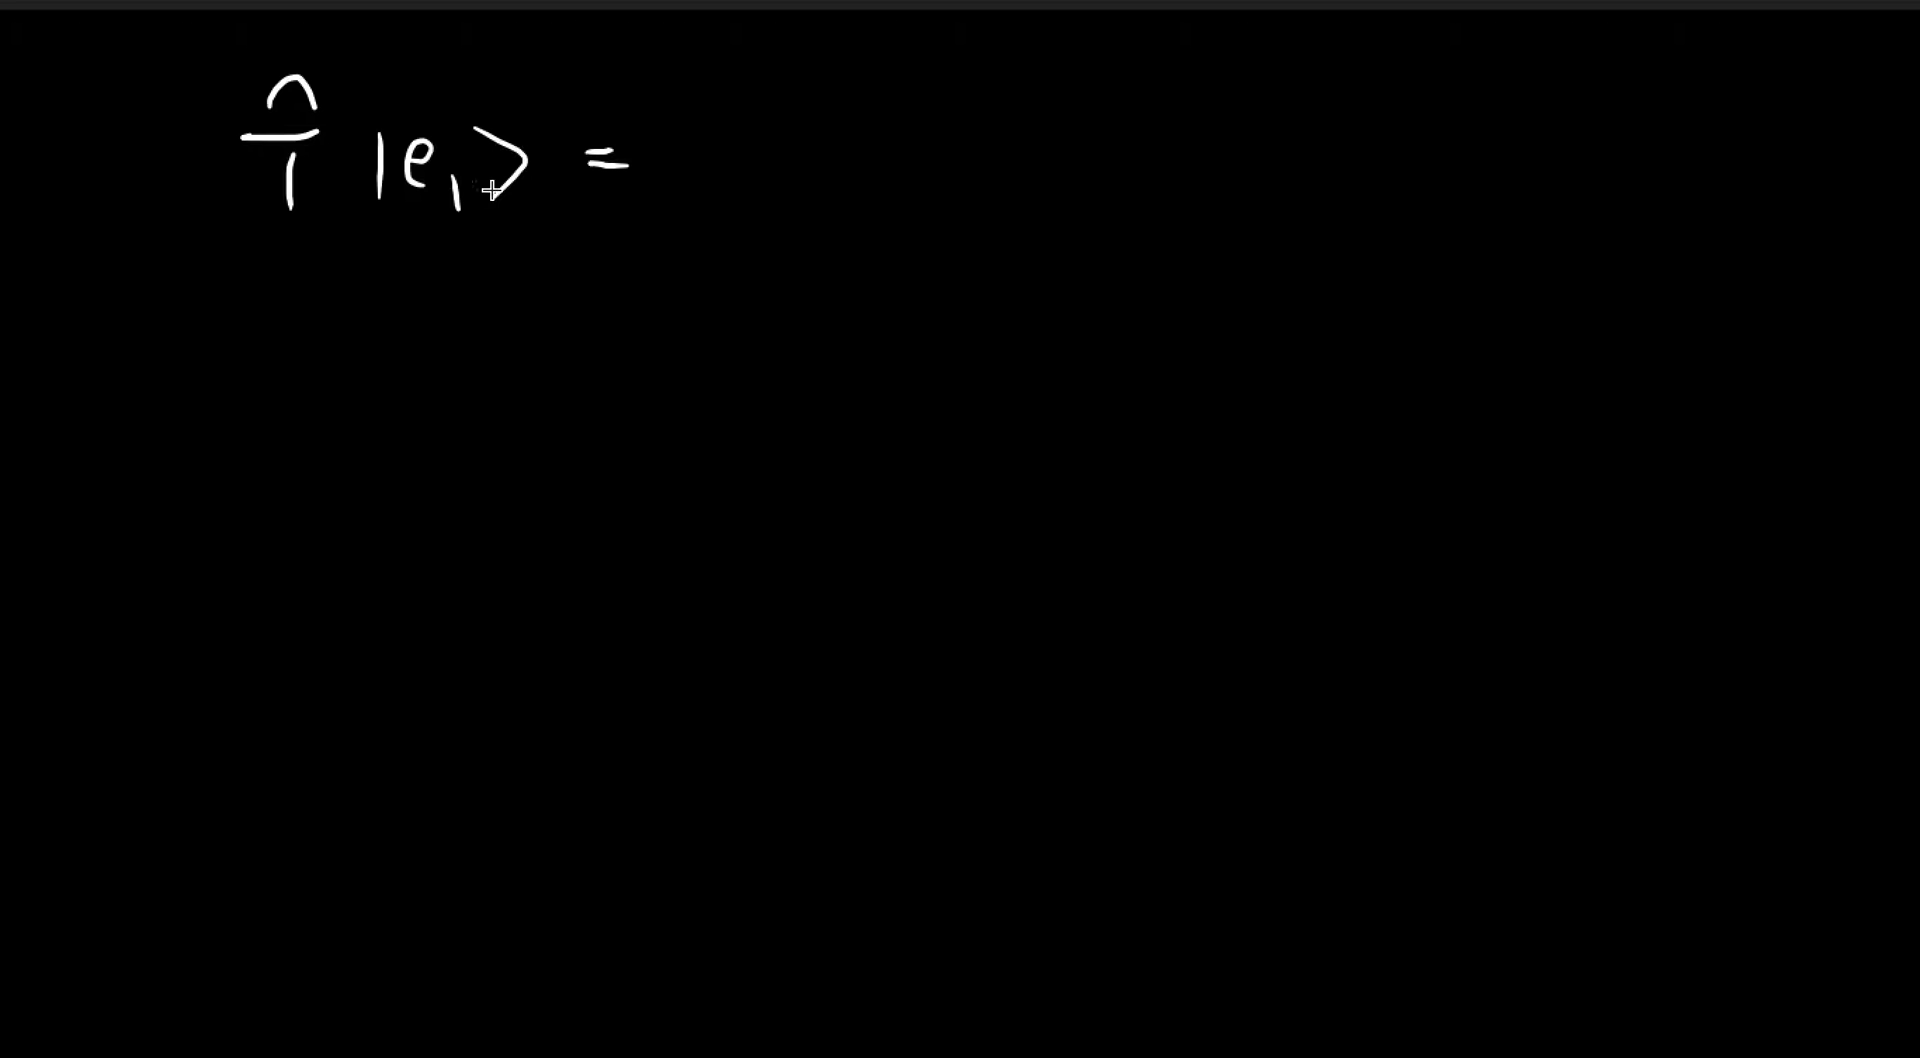 T̂ |e₁⟩ =